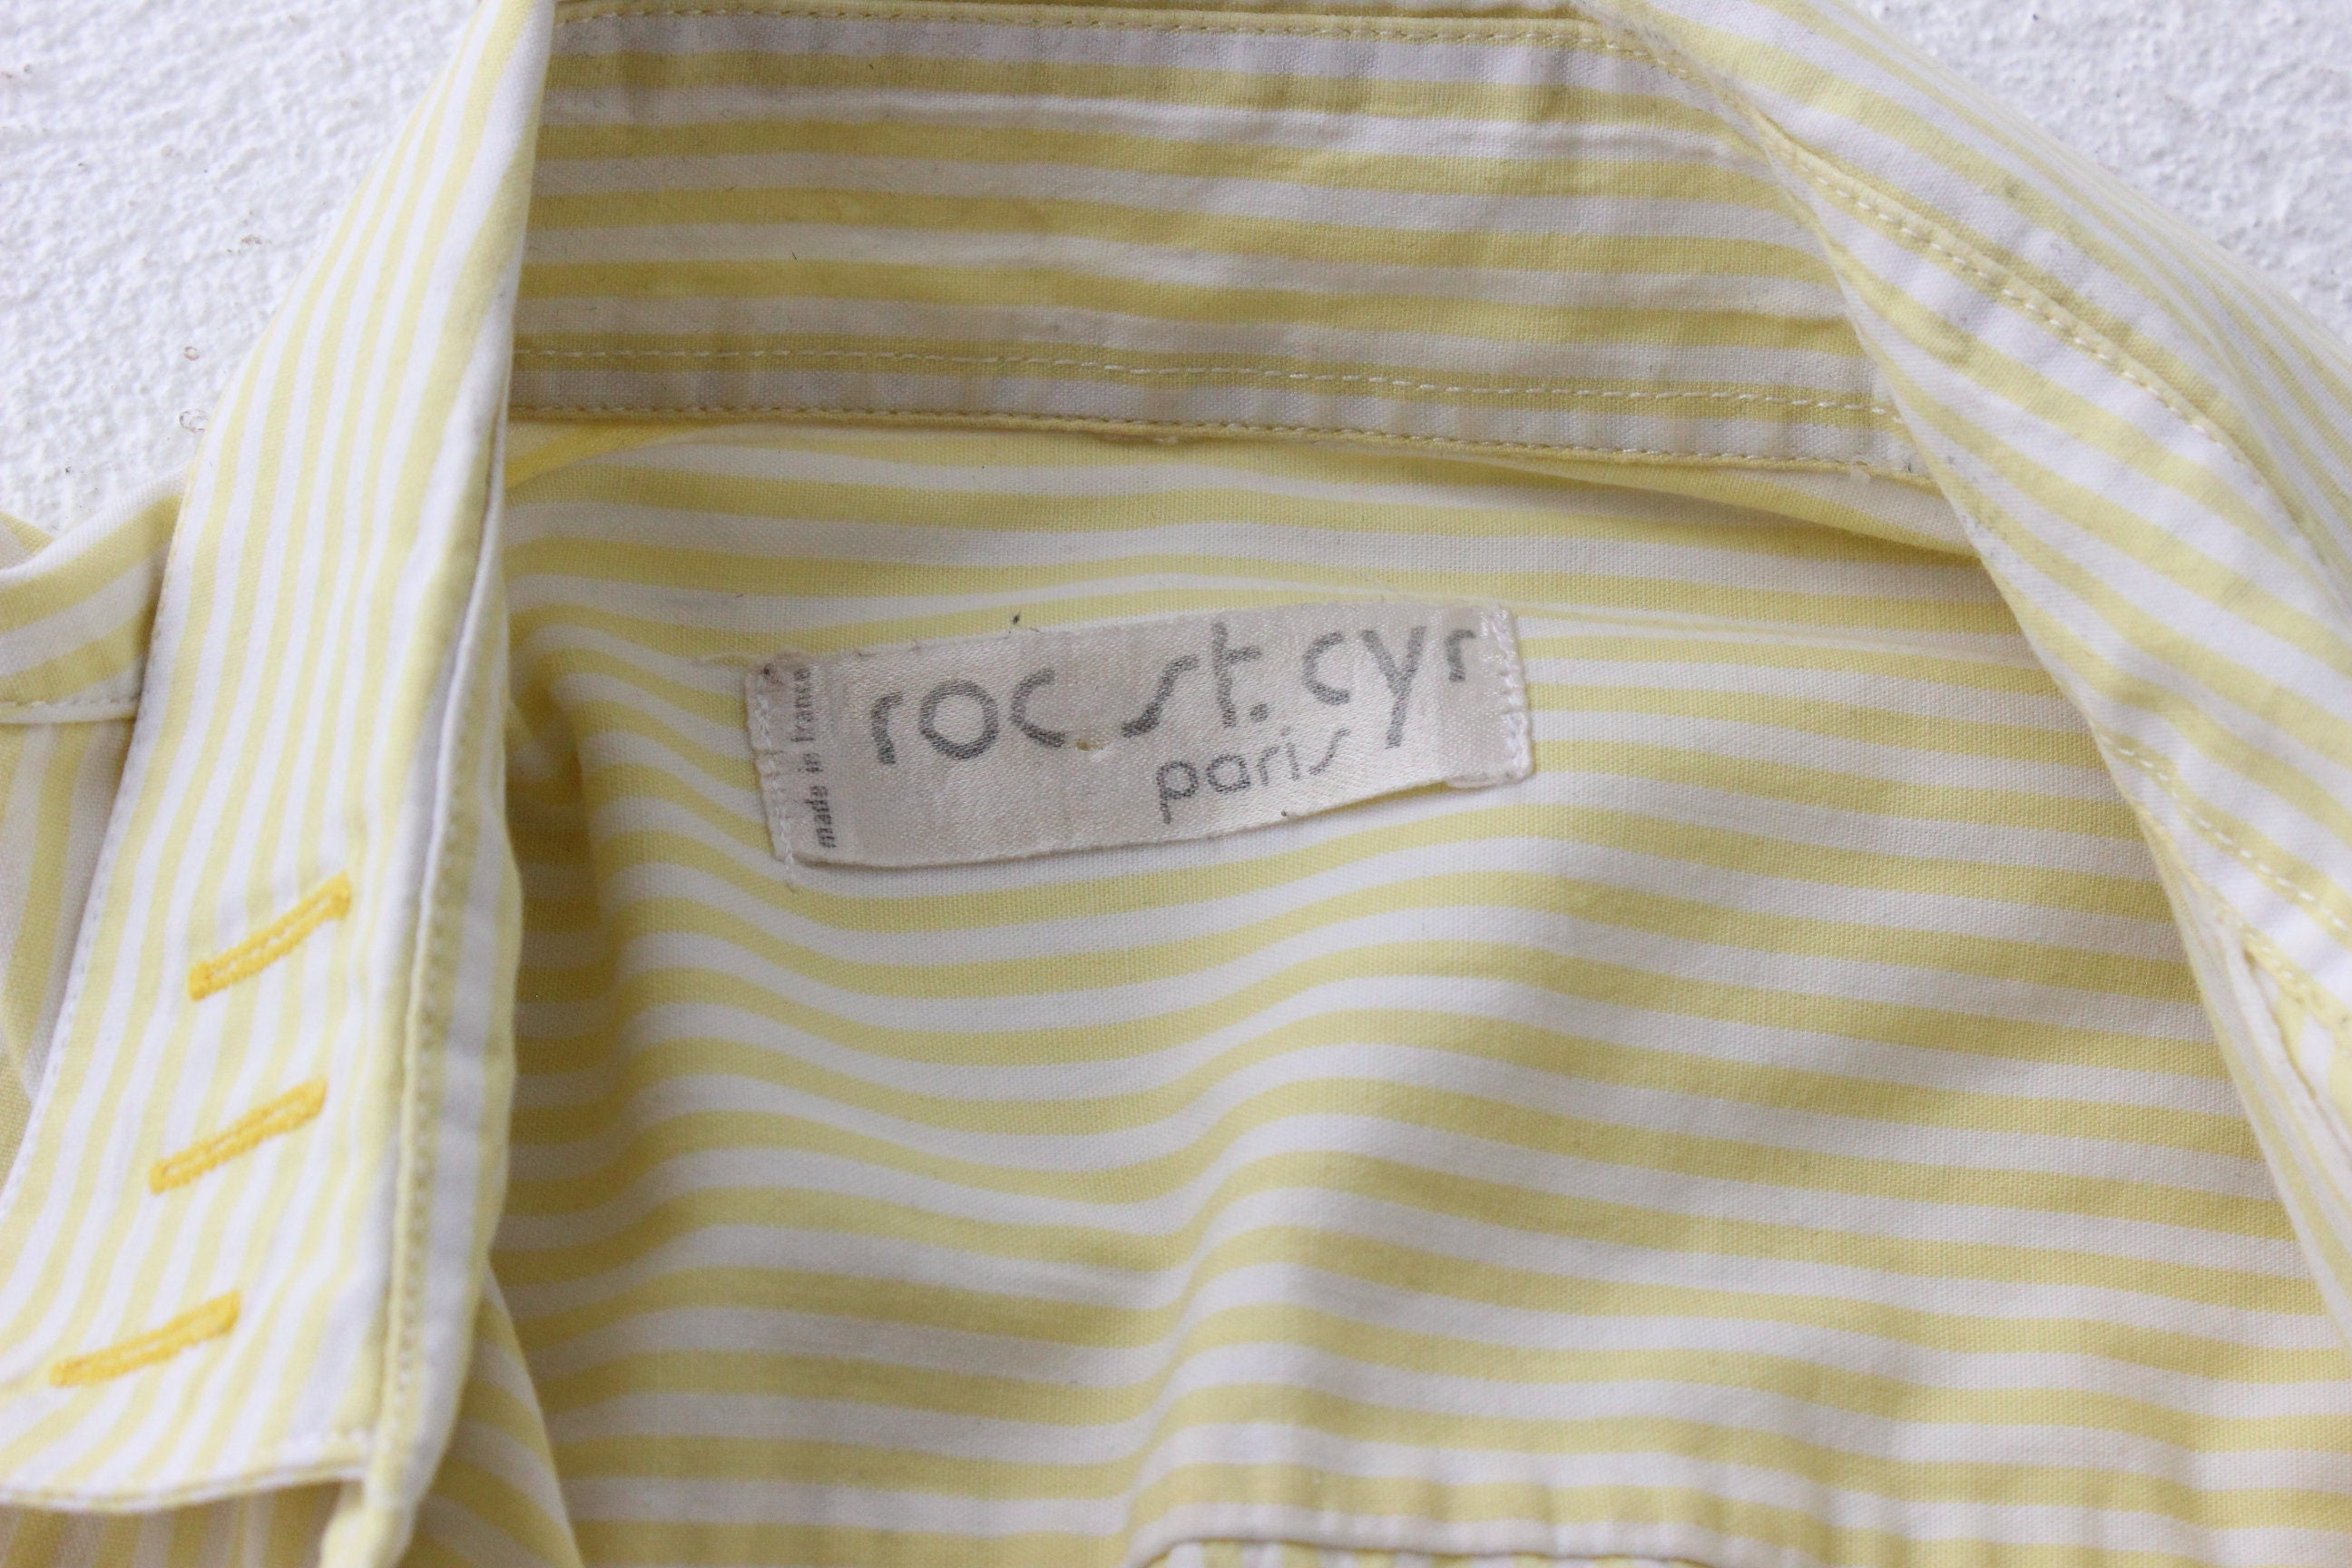 made in france
roc st. cyr
paris